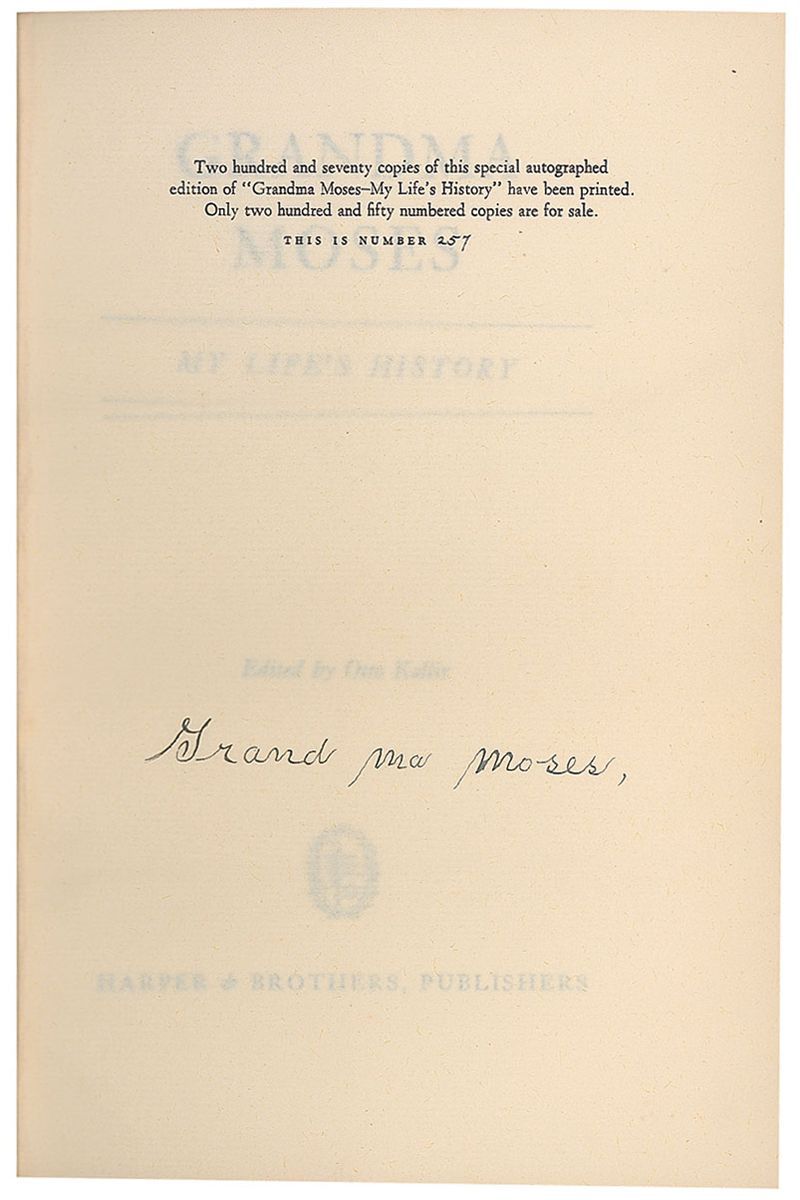 Two hundred and seventy copies of this special autographed
edition of "Grandma Moses–My Life's History" have been printed.
Only two hundred and fifty numbered copies are for sale.
THIS IS NUMBER 257
GRANDMA
MOSES
MY LIFE'S HISTORY
Edited by Otto Kallir
Grand ma Moses,
HARPER & BROTHERS, PUBLISHERS